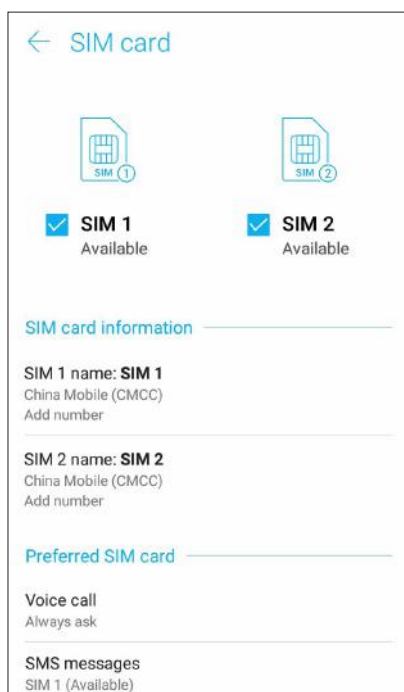 ← SIM card
SIM 1
SIM 2
SIM 1
SIM 2
Available
Available
SIM card information
SIM 1 name: SIM 1
China Mobile (CMCC)
Add number
SIM 2 name: SIM 2
China Mobile (CMCC)
Add number
Preferred SIM card
Voice call
Always ask
SMS messages
SIM 1 (Available)